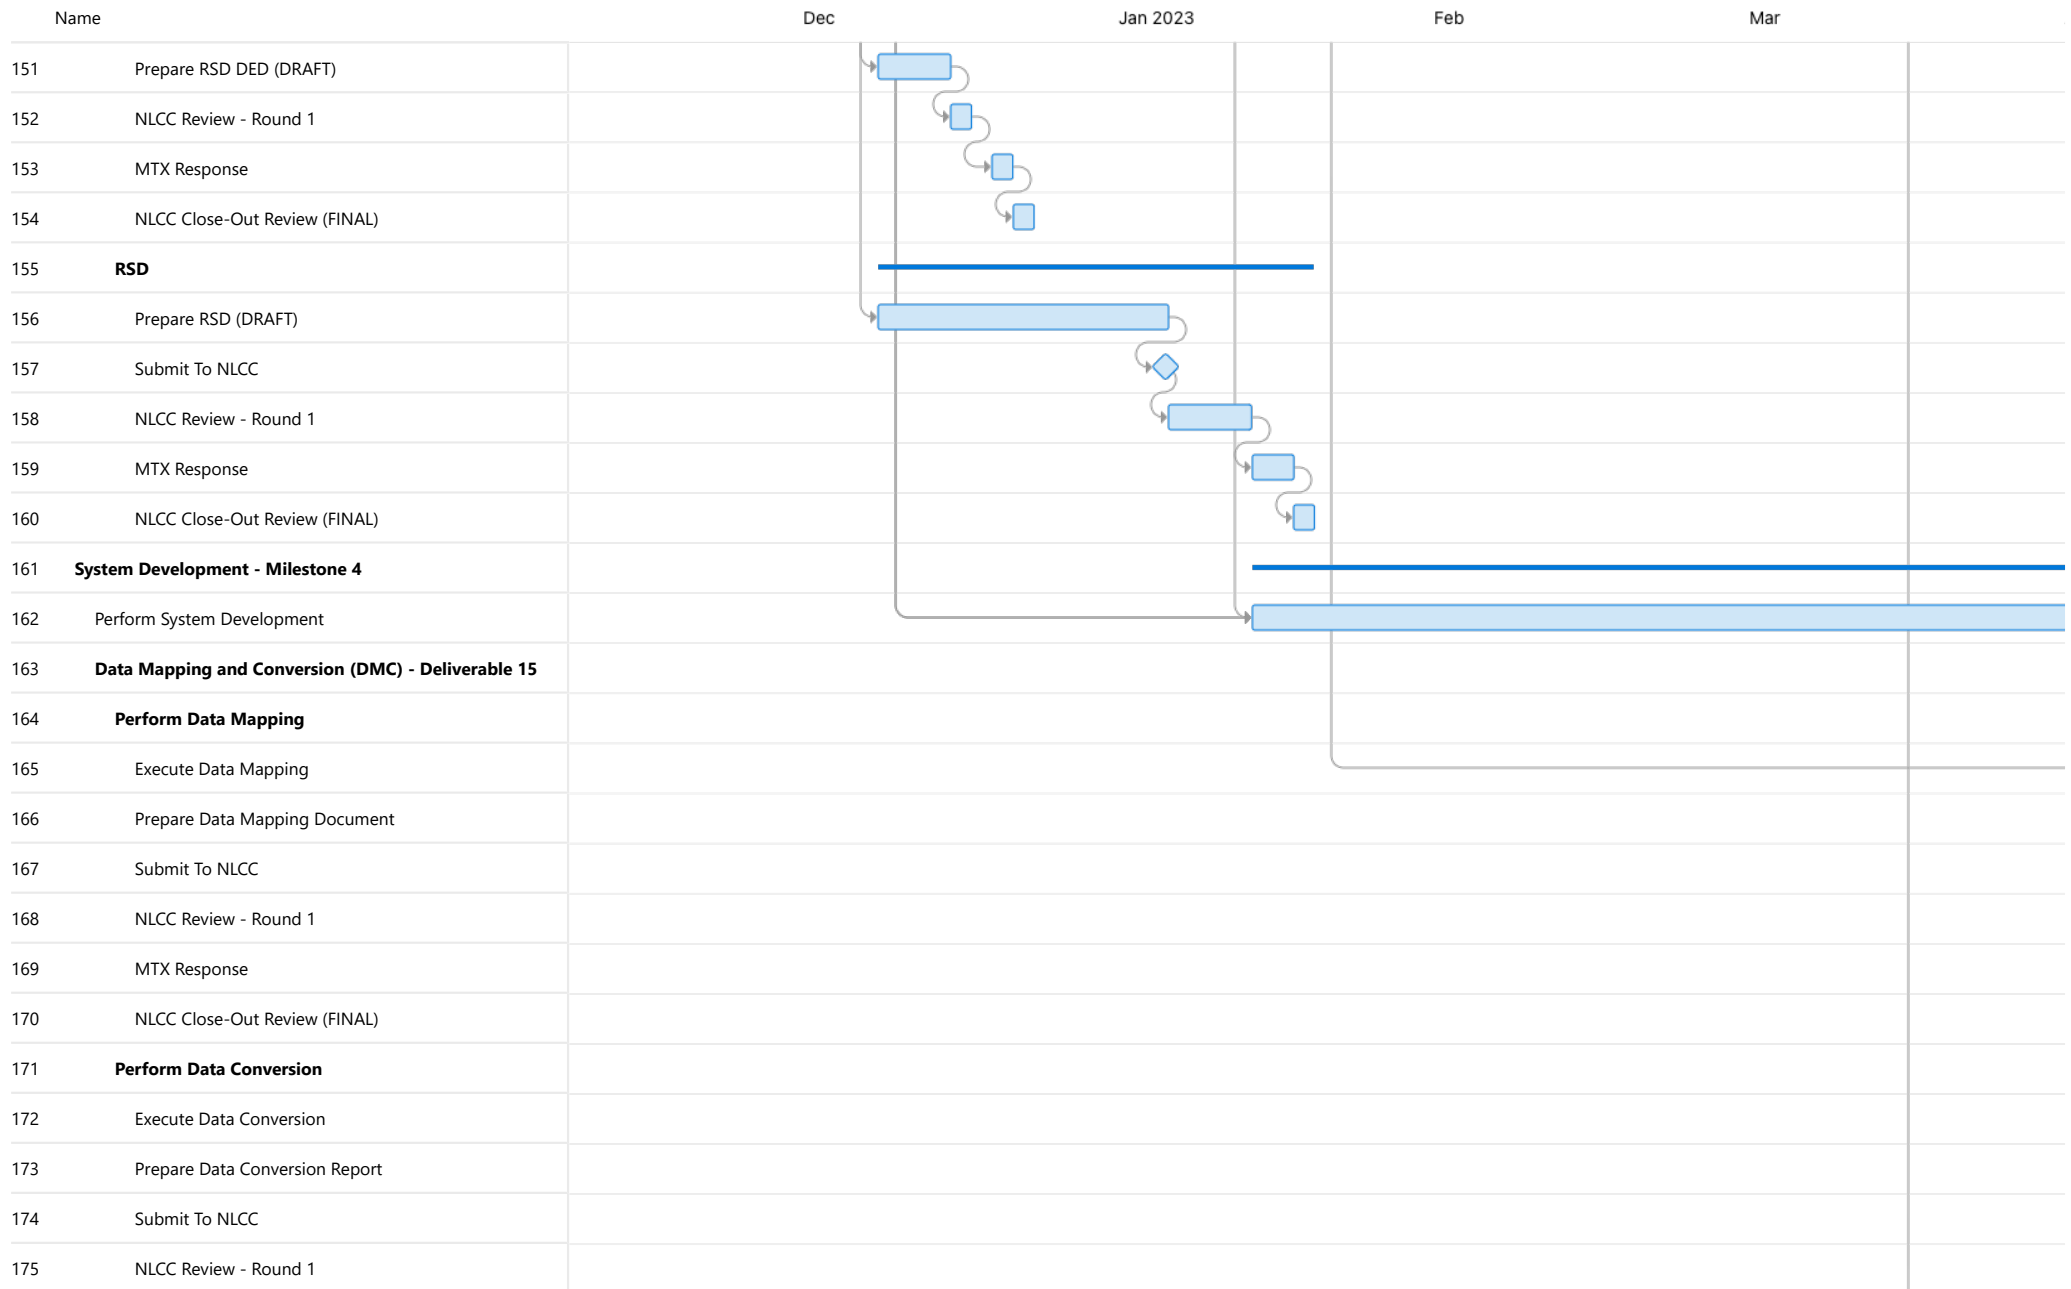 Name Dec Jan 2023 Feb Mar
151 Prepare RSD DED (DRAFT)
152 NLCC Review - Round 1
153 MTX Response
154 NLCC Close-Out Review (FINAL)
155 RSD
156 Prepare RSD (DRAFT)
157 Submit To NLCC
158 NLCC Review - Round 1
159 MTX Response
160 NLCC Close-Out Review (FINAL)
161 System Development - Milestone 4
162 Perform System Development
163 Data Mapping and Conversion (DMC) - Deliverable 15
164 Perform Data Mapping
165 Execute Data Mapping
166 Prepare Data Mapping Document
167 Submit To NLCC
168 NLCC Review - Round 1
169 MTX Response
170 NLCC Close-Out Review (FINAL)
171 Perform Data Conversion
172 Execute Data Conversion
173 Prepare Data Conversion Report
174 Submit To NLCC
175 NLCC Review - Round 1